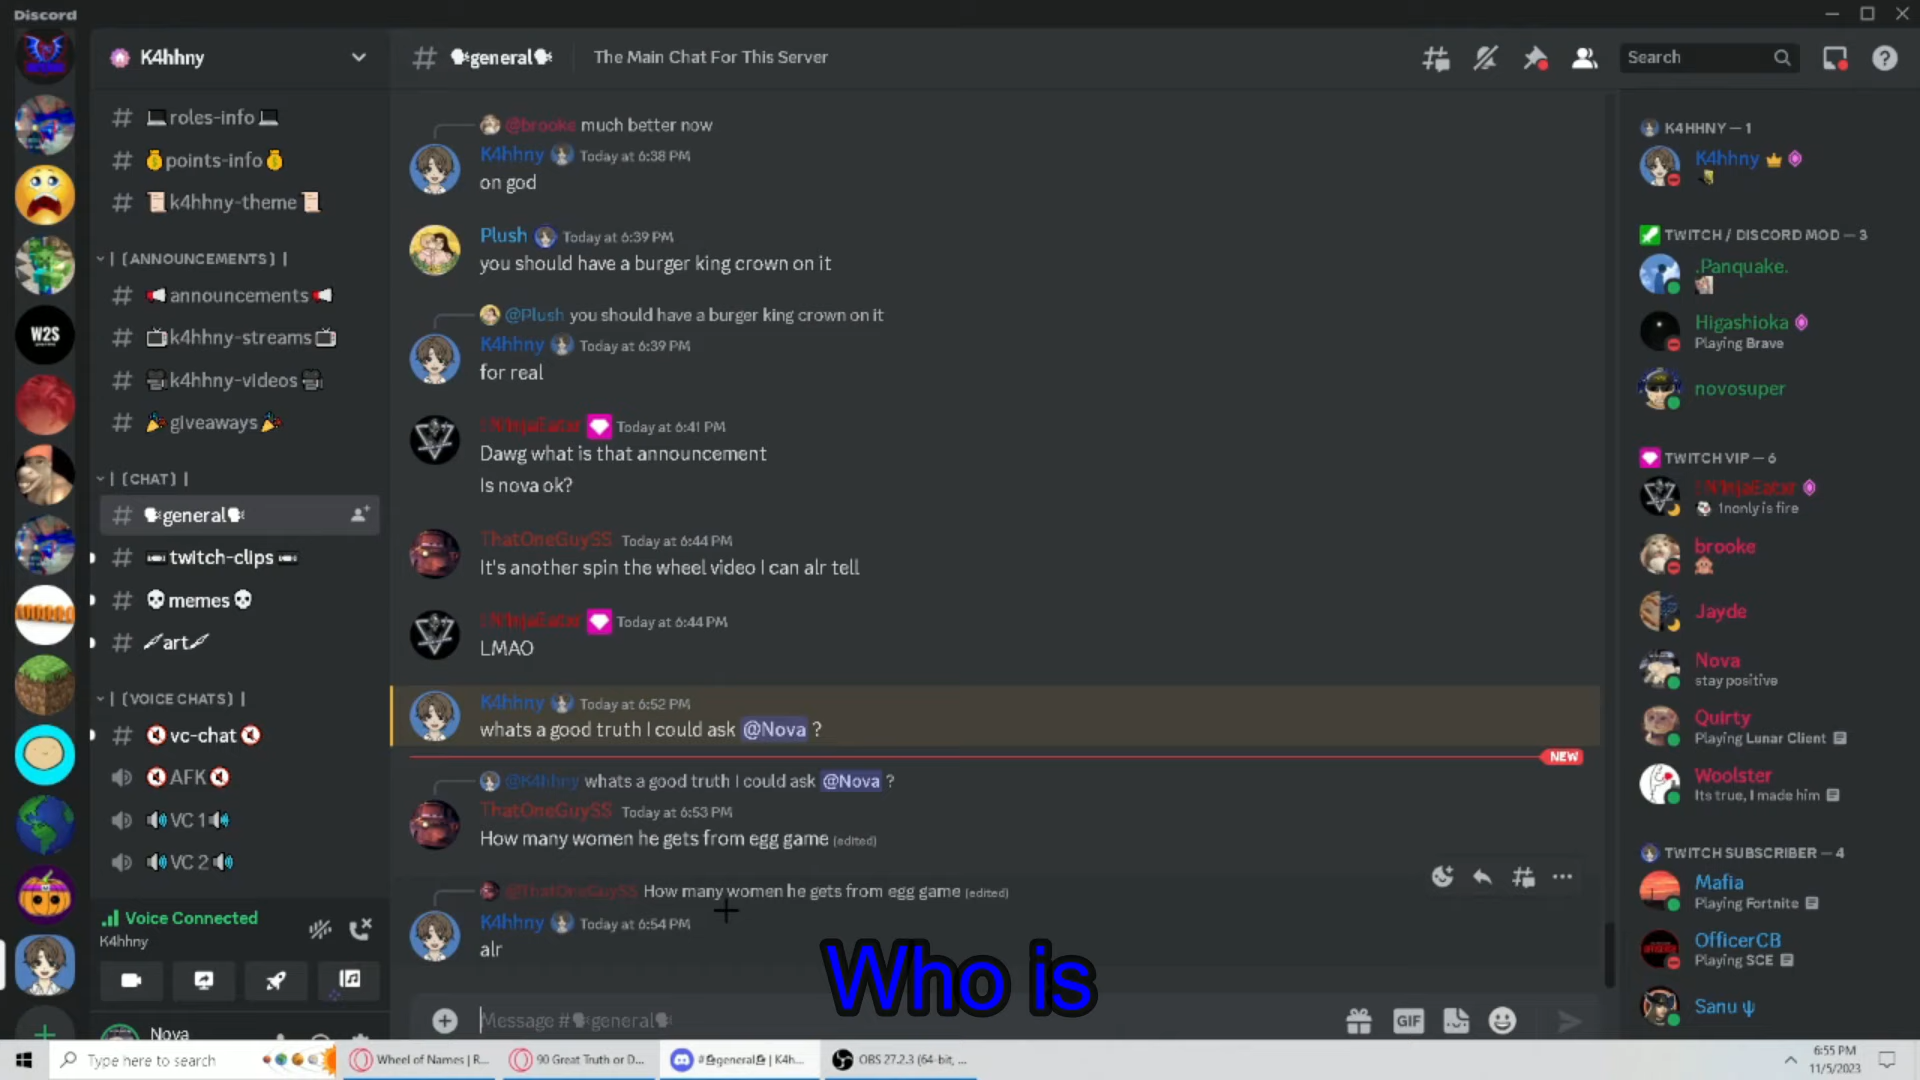 Discord
K4hhny
general
The Main Chat For This Server
Search
roles-info
points-info
k4hhny-theme
| [ANNOUNCEMENTS] |
announcements
k4hhny-streams
k4hhny-videos
giveaways
| [CHAT] |
general
twitch-clips
memes
art
| [VOICE CHATS] |
vc-chat
AFK
VC 1
VC 2
Voice Connected
K4hhny
Nova
W2S
@brooke much better now
K4hhny Today at 6:38 PM
on god
Plush Today at 6:39 PM
you should have a burger king crown on it
@Plush you should have a burger king crown on it
K4hhny Today at 6:39 PM
for real
Today at 6:41 PM
Dawg what is that announcement
Is nova ok?
ThatOneGuySS Today at 6:44 PM
It's another spin the wheel video I can alr tell
Today at 6:44 PM
LMAO
K4hhny Today at 6:52 PM
whats a good truth I could ask @Nova ?
NEW
@K4hhny whats a good truth I could ask @Nova ?
ThatOneGuySS Today at 6:53 PM
How many women he gets from egg game (edited)
@ThatOneGuySS How many women he gets from egg game (edited)
K4hhny Today at 6:54 PM
alr
Who is
Message # general
GIF
K4HHNY — 1
K4hhny
TWITCH / DISCORD MOD — 3
.Panquake.
Higashioka
Playing Brave
novosuper
TWITCH VIP — 6
1nonly is fire
brooke
Jayde
Nova
stay positive
Quirty
Playing Lunar Client
Woolster
Its true, I made him
TWITCH SUBSCRIBER — 4
Mafia
Playing Fortnite
OfficerCB
Playing SCE
Sanu ψ
Type here to search
Wheel of Names | R...
90 Great Truth or D...
#general | K4h...
OBS 27.2.3 (64-bit, ...
6:55 PM
11/5/2023